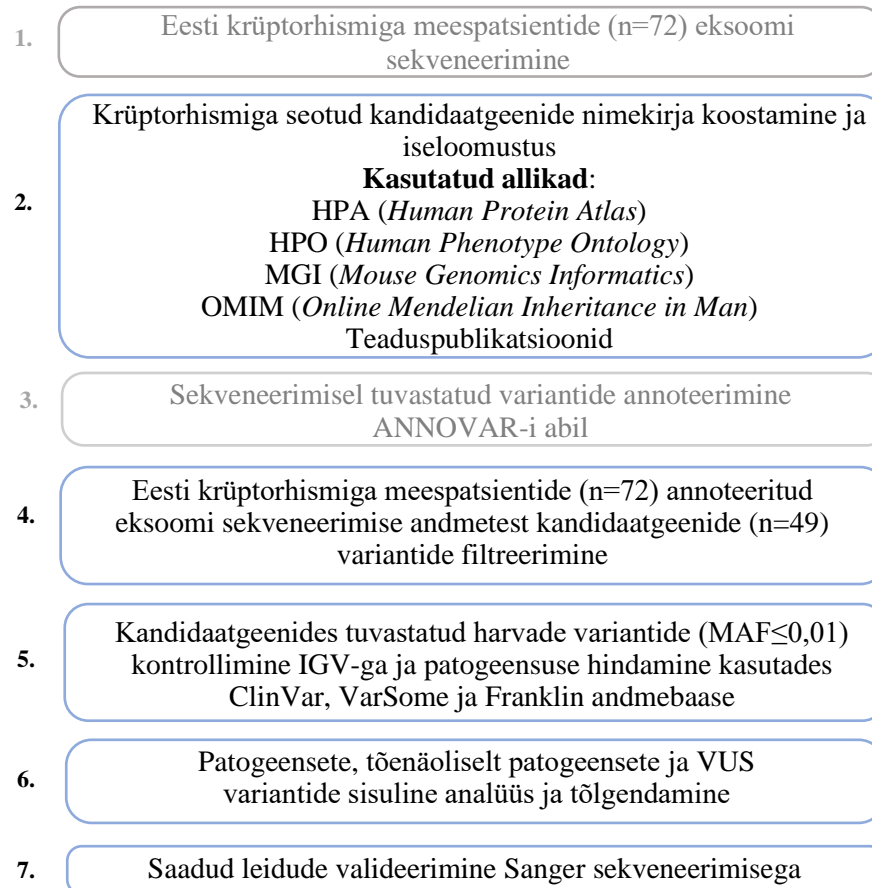 1. Eesti krüptorhismiga meespatsientide (n=72) eksoomi
sekveneerimine
Krüptorhismiga seotud kandidaatgeenide nimekirja koostamine ja
iseloomustus
Kasutatud allikad:
2.
HPA (Human Protein Atlas)
HPO (Human Phenotype Ontology)
MGI (Mouse Genomics Informatics)
OMIM (Online Mendelian Inheritance in Man)
Teaduspublikatsioonid
3. Sekveneerimisel tuvastatud variantide annoteerimine
ANNOVAR-i abil
Eesti krüptorhismiga meespatsientide (n=72) annoteeritud
4. eksoomi sekveneerimise andmetest kandidaatgeenide (n=49)
variantide filtreerimine
Kandidaatgeenides tuvastatud harvade variantide (MAF≤0,01)
5. kontrollimine IGV-ga ja patogeensuse hindamine kasutades
ClinVar, VarSome ja Franklin andmebaase
6. Patogeensete, tõenäoliselt patogeensete ja VUS
variantide sisuline analüüs ja tõlgendamine
7. Saadud leidude valideerimine Sanger sekveneerimisega